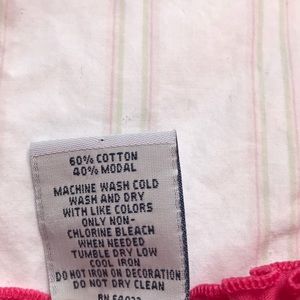 60% COTTON
40% MODAL
MACHINE WASH COLD
WASH AND DRY
WITH LIKE COLORS
ONLY NON-
CHLORINE BLEACH
WHEN NEEDED
TUMBLE DRY LOW
COOL IRON
DO NOT IRON ON DECORATION
DO NOT DRY CLEAN
RN